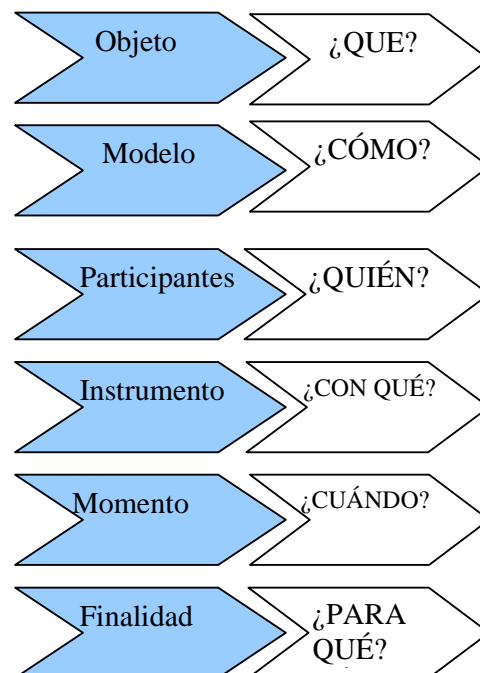 Objeto ¿QUE?
Modelo ¿CÓMO?
Participantes ¿QUIÉN?
Instrumento ¿CON QUÉ?
Momento ¿CUÁNDO?
Finalidad ¿PARA
QUÉ?